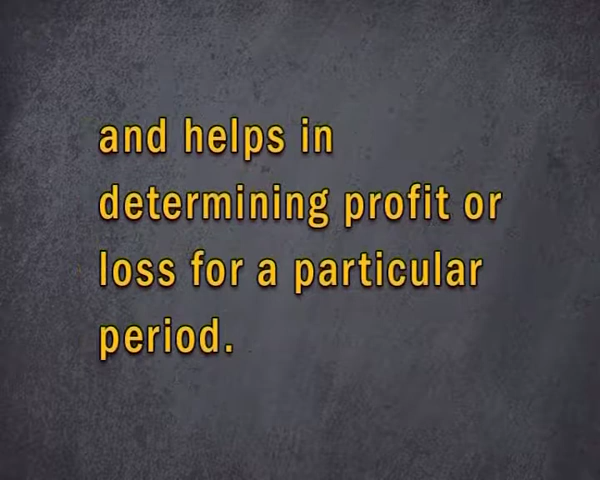 and helps in
determining profit or
loss for a particular
period.